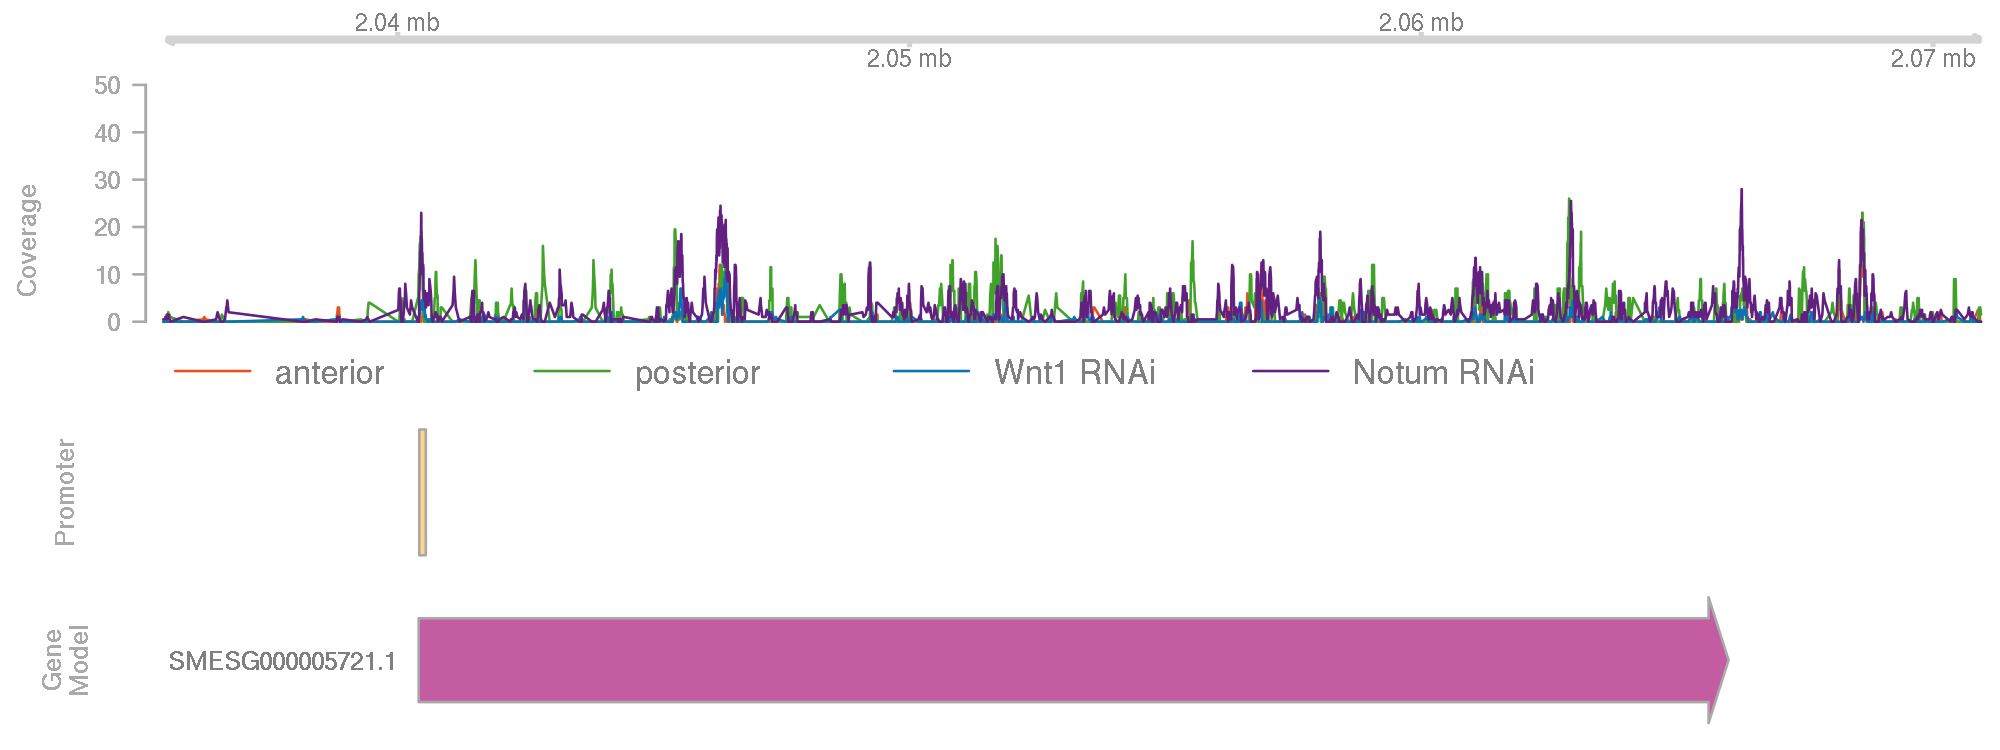 2.04 mb
2.06 mb
2.05 mb
2.07 mb
50
40
30
20
10
0
Coverage
anterior posterior Wnt1 RNAi Notum RNAi
Promoter
Gene
Model
SMESG000005721.1